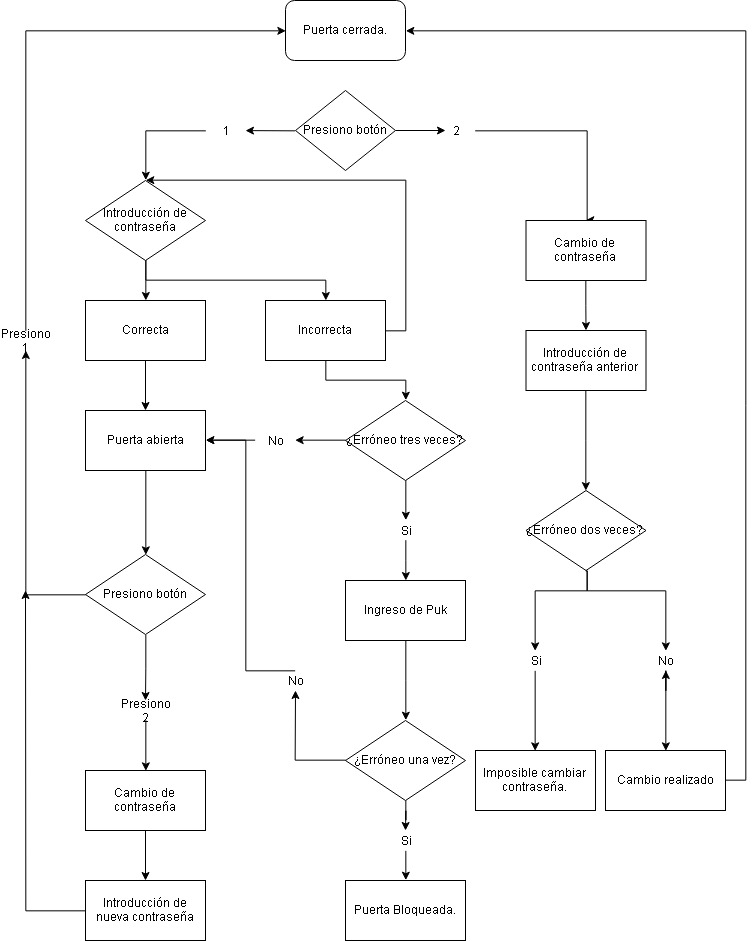 Puerta cerrada.
Presiono botón
1
2
Introducción de
contraseña
Cambio de
contraseña
Correcta
Incorrecta
Presiono
1
Introducción de
contraseña anterior
Puerta abierta
No
¿Erróneo tres veces?
Si
¿Erróneo dos veces?
Presiono botón
Ingreso de Puk
Si
No
No
Presiono
2
¿Erróneo una vez?
Imposible cambiar
contraseña.
Cambio realizado
Cambio de
contraseña
Si
Introducción de
nueva contraseña
Puerta Bloqueada.